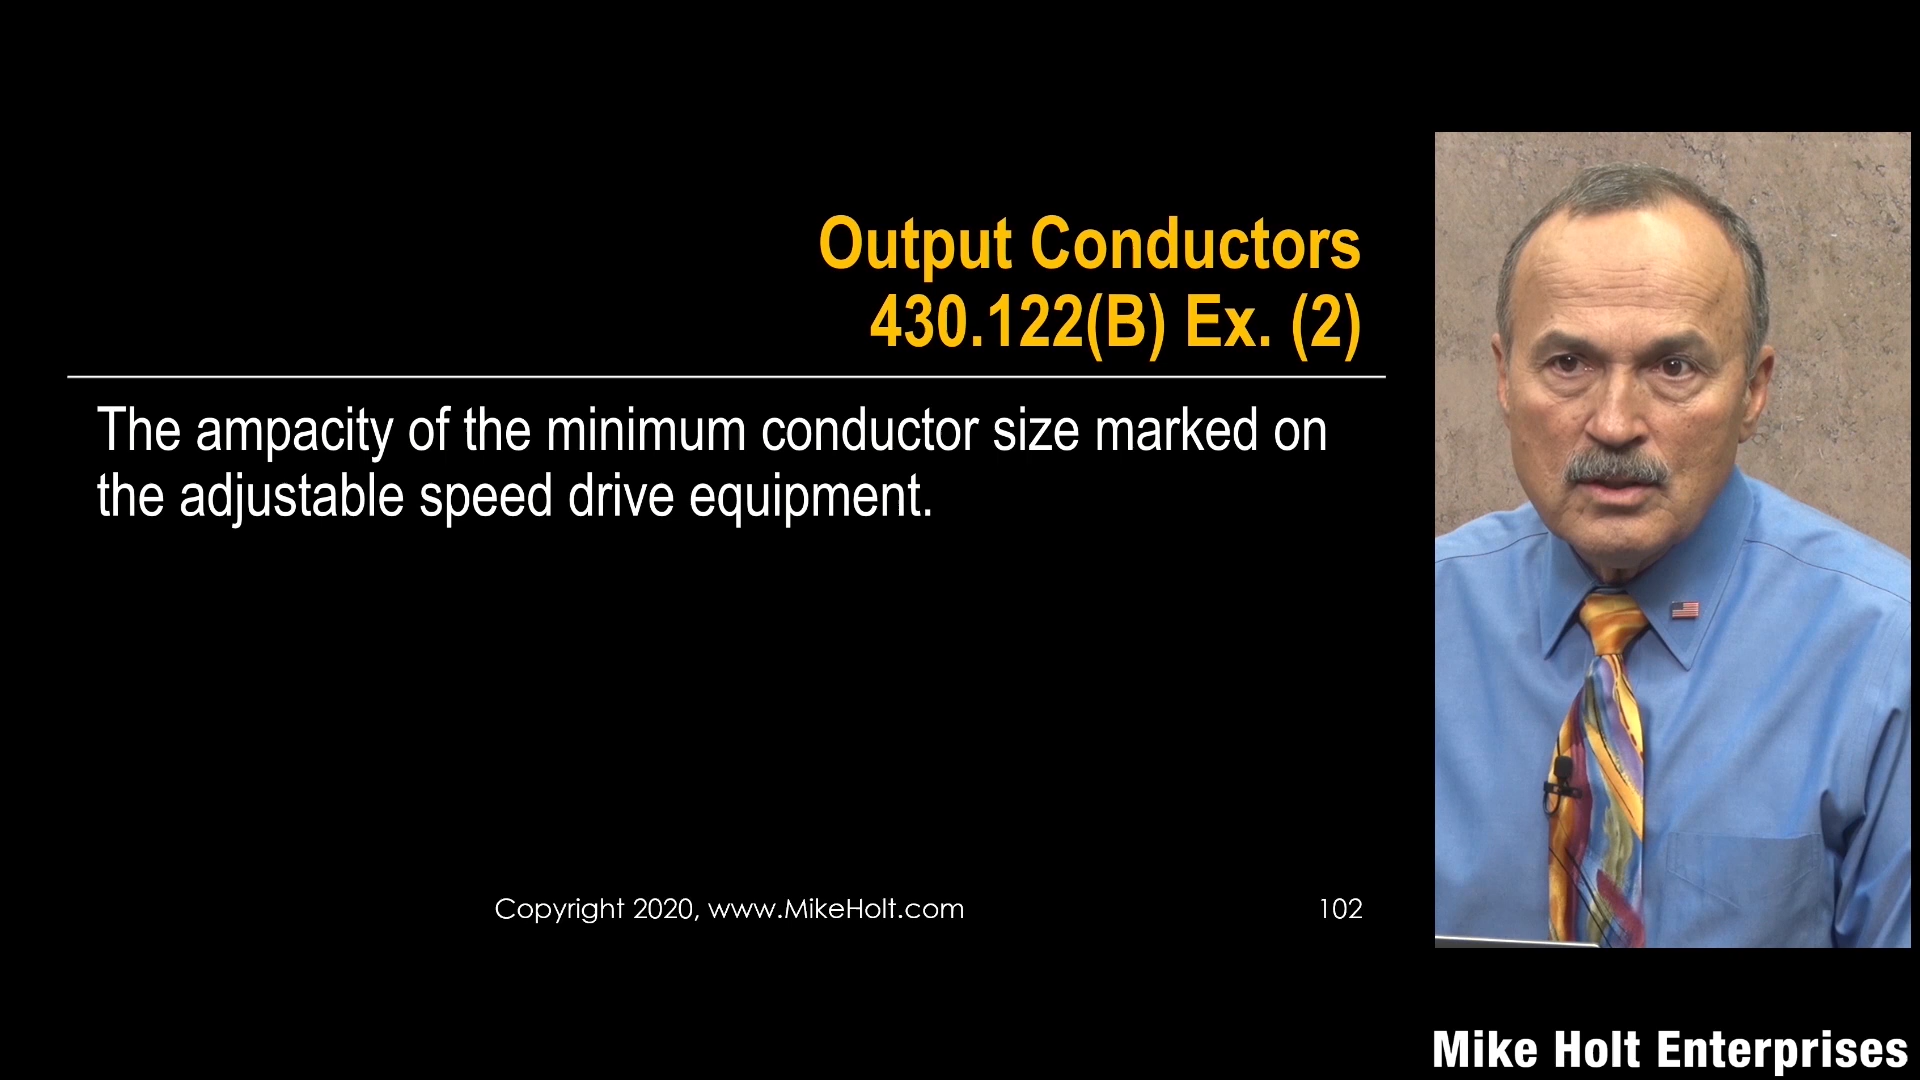 Output Conductors
430.122(B) Ex. (2)
The ampacity of the minimum conductor size marked on
the adjustable speed drive equipment.
Copyright 2020, www.MikeHolt.com
102
Mike Holt Enterprises